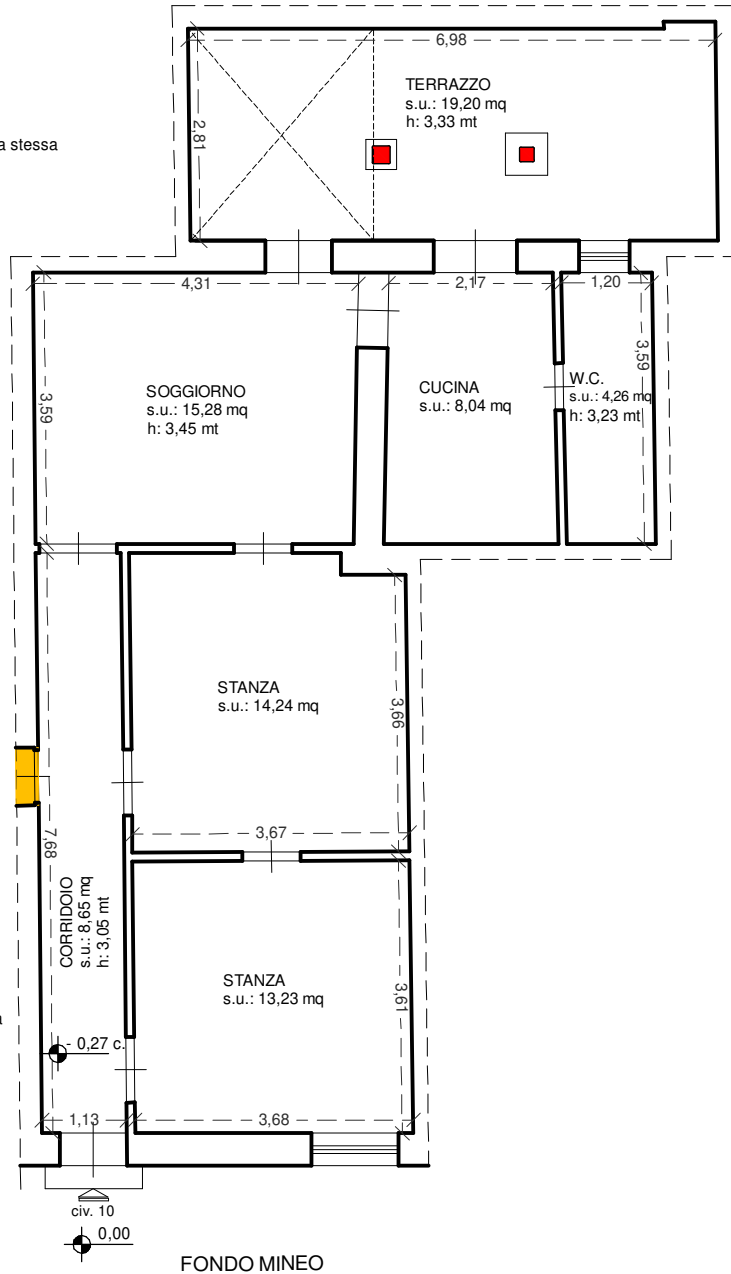 6,98
TERRAZZO
s.u.: 19,20 mq
h: 3,33 mt
2,81
a stessa
4,31
2,17
1,20
3,59
SOGGIORNO
s.u.: 15,28 mq
h: 3,45 mt
CUCINA
s.u.: 8,04 mq
W.C.
s.u.: 4,26 mq
h: 3,23 mt
3,59
STANZA
s.u.: 14,24 mq
3,66
3,67
7,68
CORRIDOIO
s.u.: 8,65 mq
h: 3,05 mt
STANZA
s.u.: 13,23 mq
3,61
a
- 0,27 c.
1,13
3,68
civ. 10
0,00
FONDO MINEO